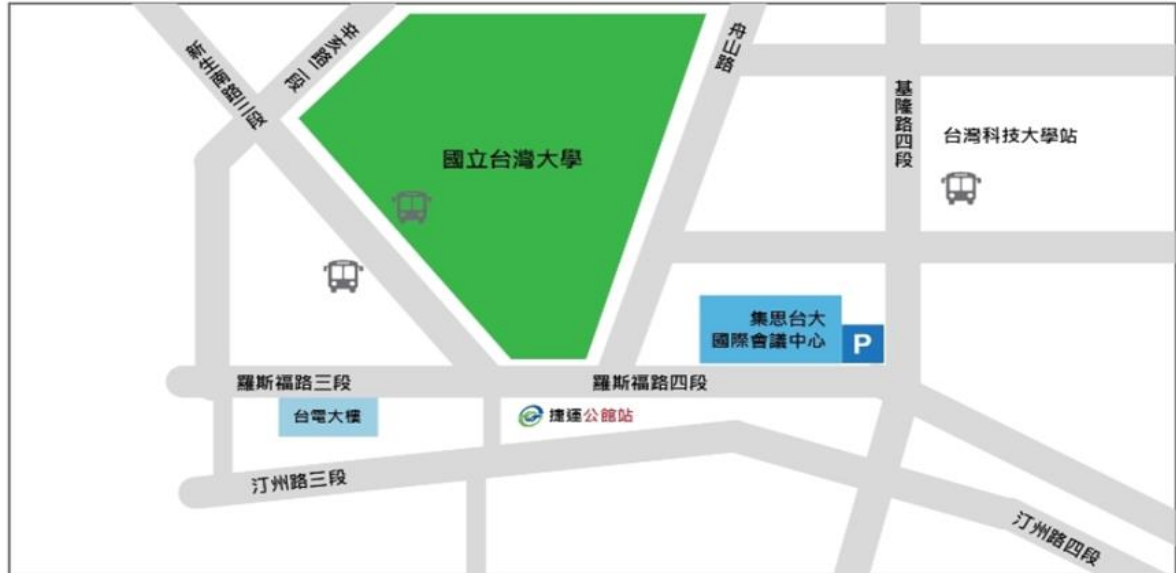 辛亥路一段
新生南路三段
舟山路
國立台灣大學
基隆路四段
台灣科技大學站
集思台大
國際會議中心
P
羅斯福路三段
羅斯福路四段
台電大樓
捷運公館站
汀州路三段
汀州路四段